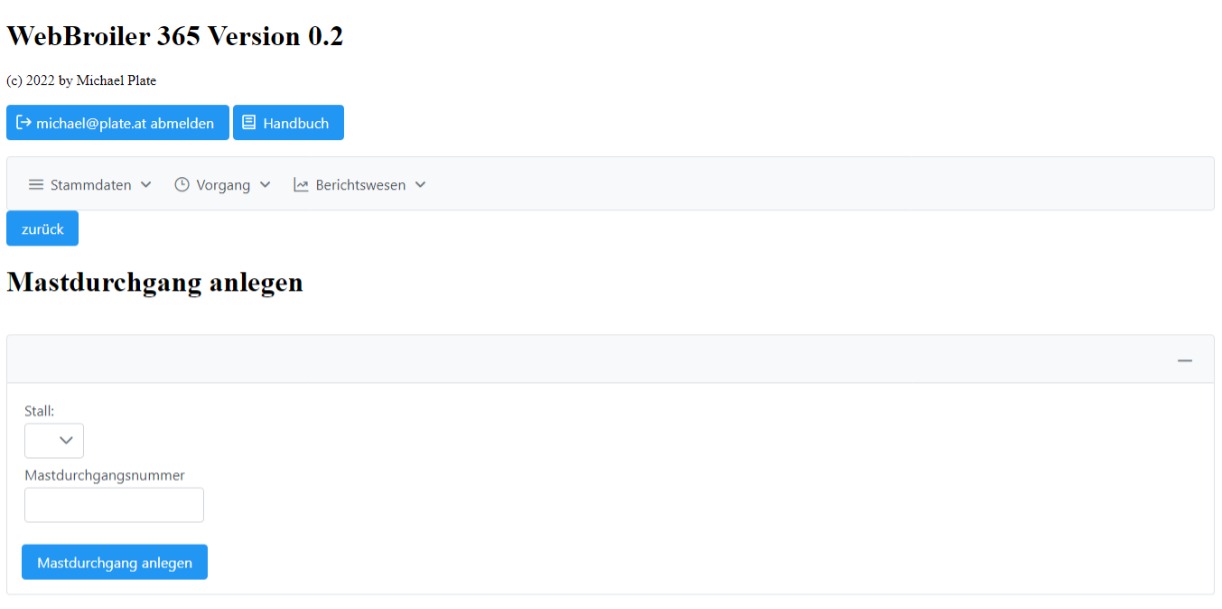 WebBroiler 365 Version 0.2
(c) 2022 by Michael Plate
michael@plate.at abmelden Handbuch
Stammdaten Vorgang Berichtswesen
zurück
Mastdurchgang anlegen
Stall:
Mastdurchgangsnummer
Mastdurchgang anlegen